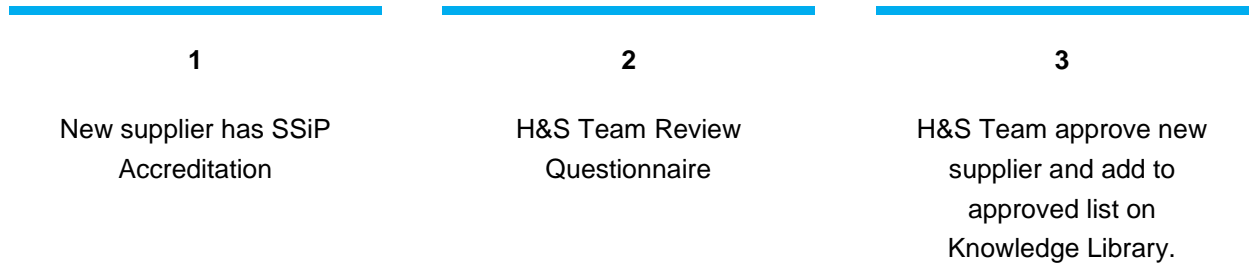 1
New supplier has SSiP
Accreditation
2
H&S Team Review
Questionnaire
3
H&S Team approve new
supplier and add to
approved list on
Knowledge Library.